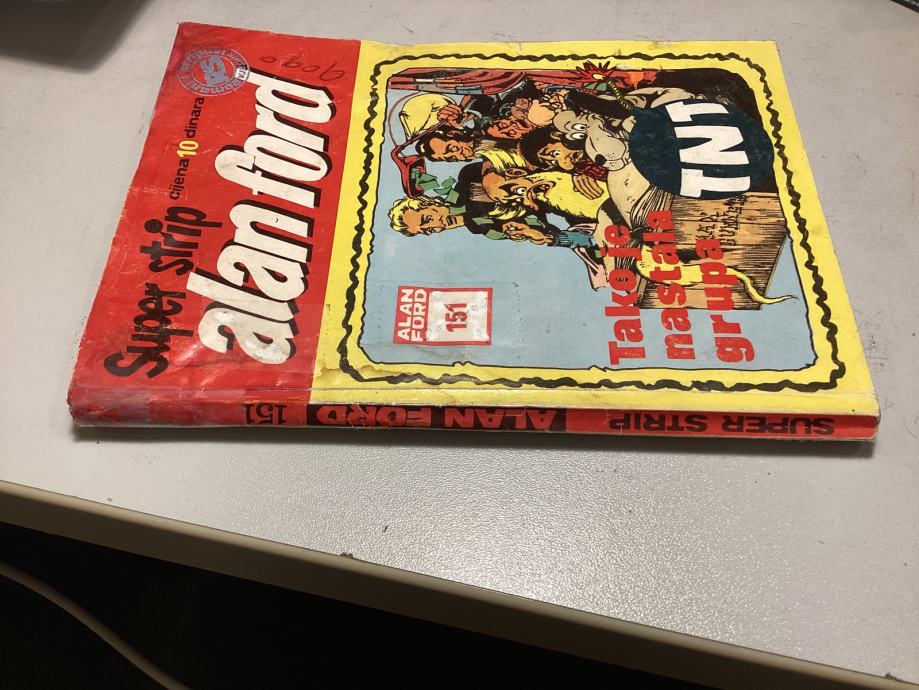 Super strip cijena 10 dinara
alan ford
gogo
ALAN
FORD
151
TNT
Tako je
nastala
grupa
SUPER STRIP
ALAN FORD
151